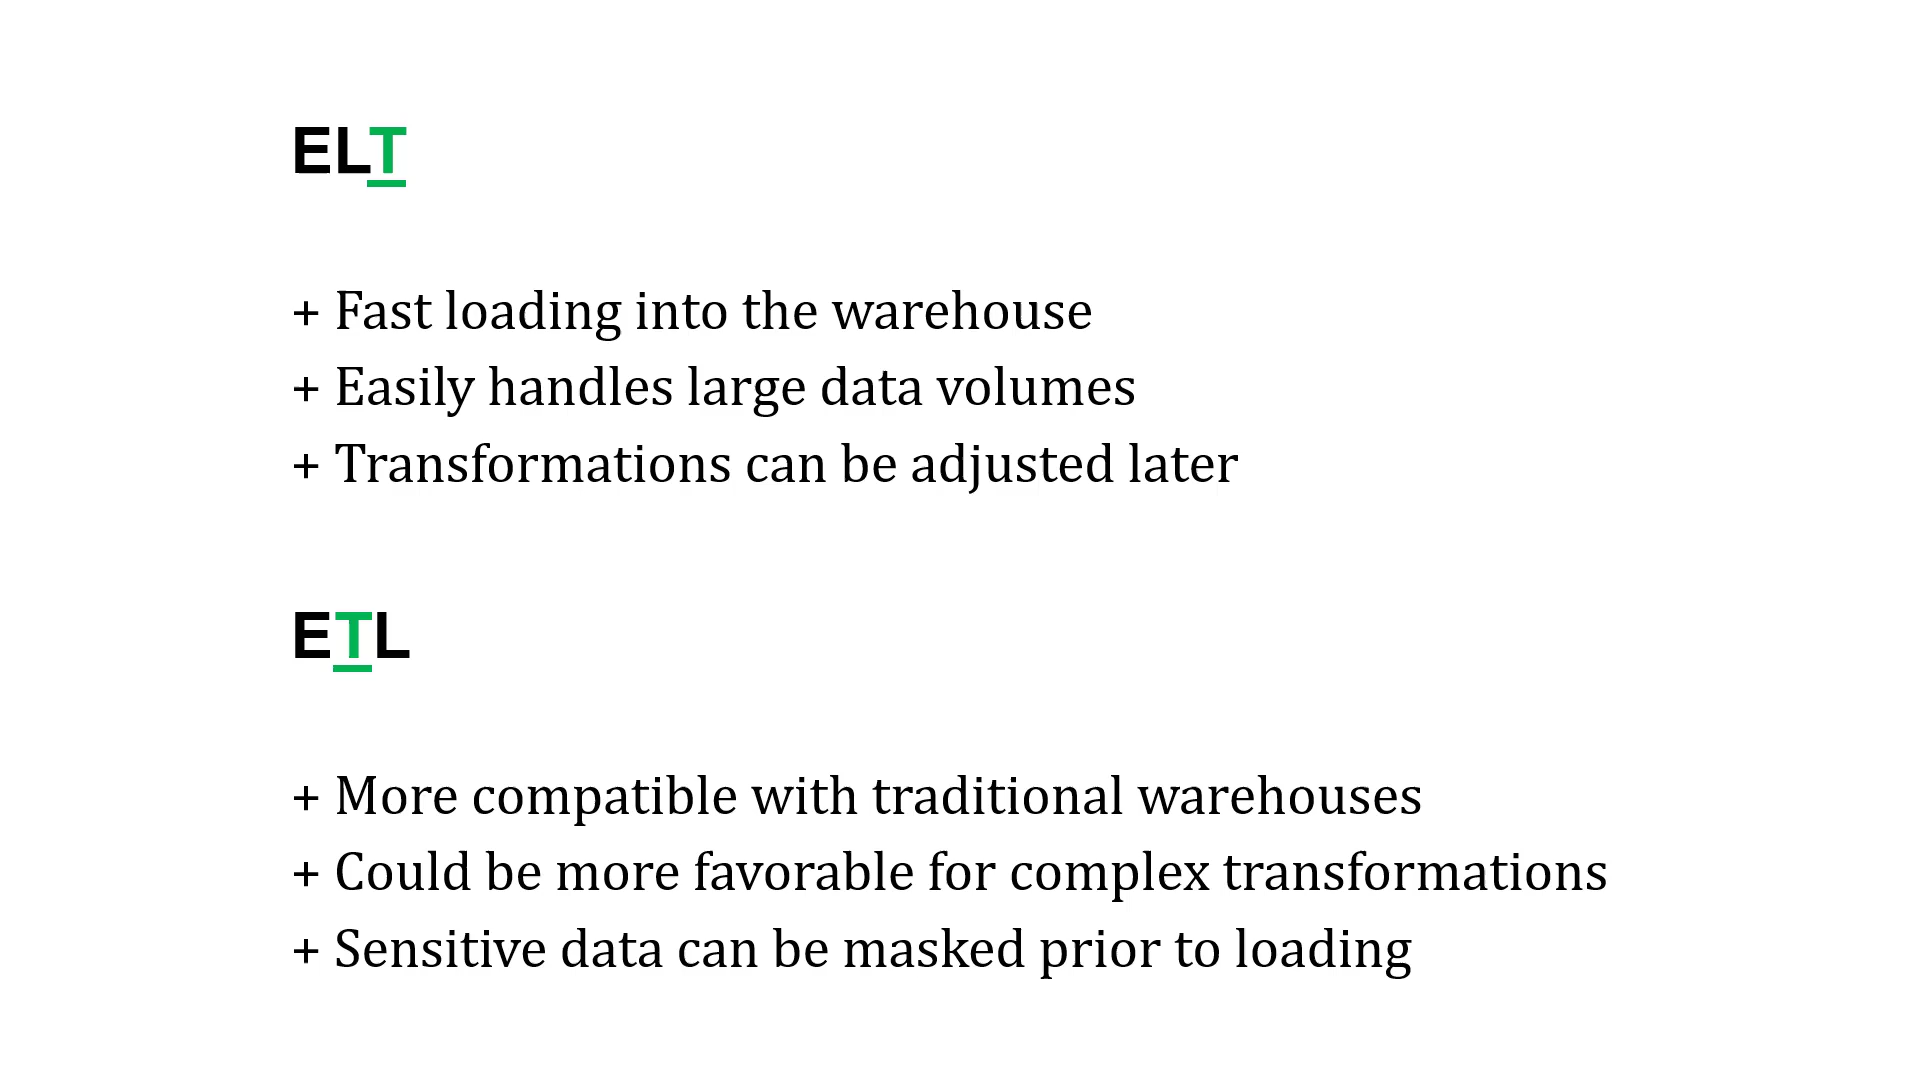 ELT
+ Fast loading into the warehouse
+ Easily handles large data volumes
+ Transformations can be adjusted later
ETL
+ More compatible with traditional warehouses
+ Could be more favorable for complex transformations
+ Sensitive data can be masked prior to loading